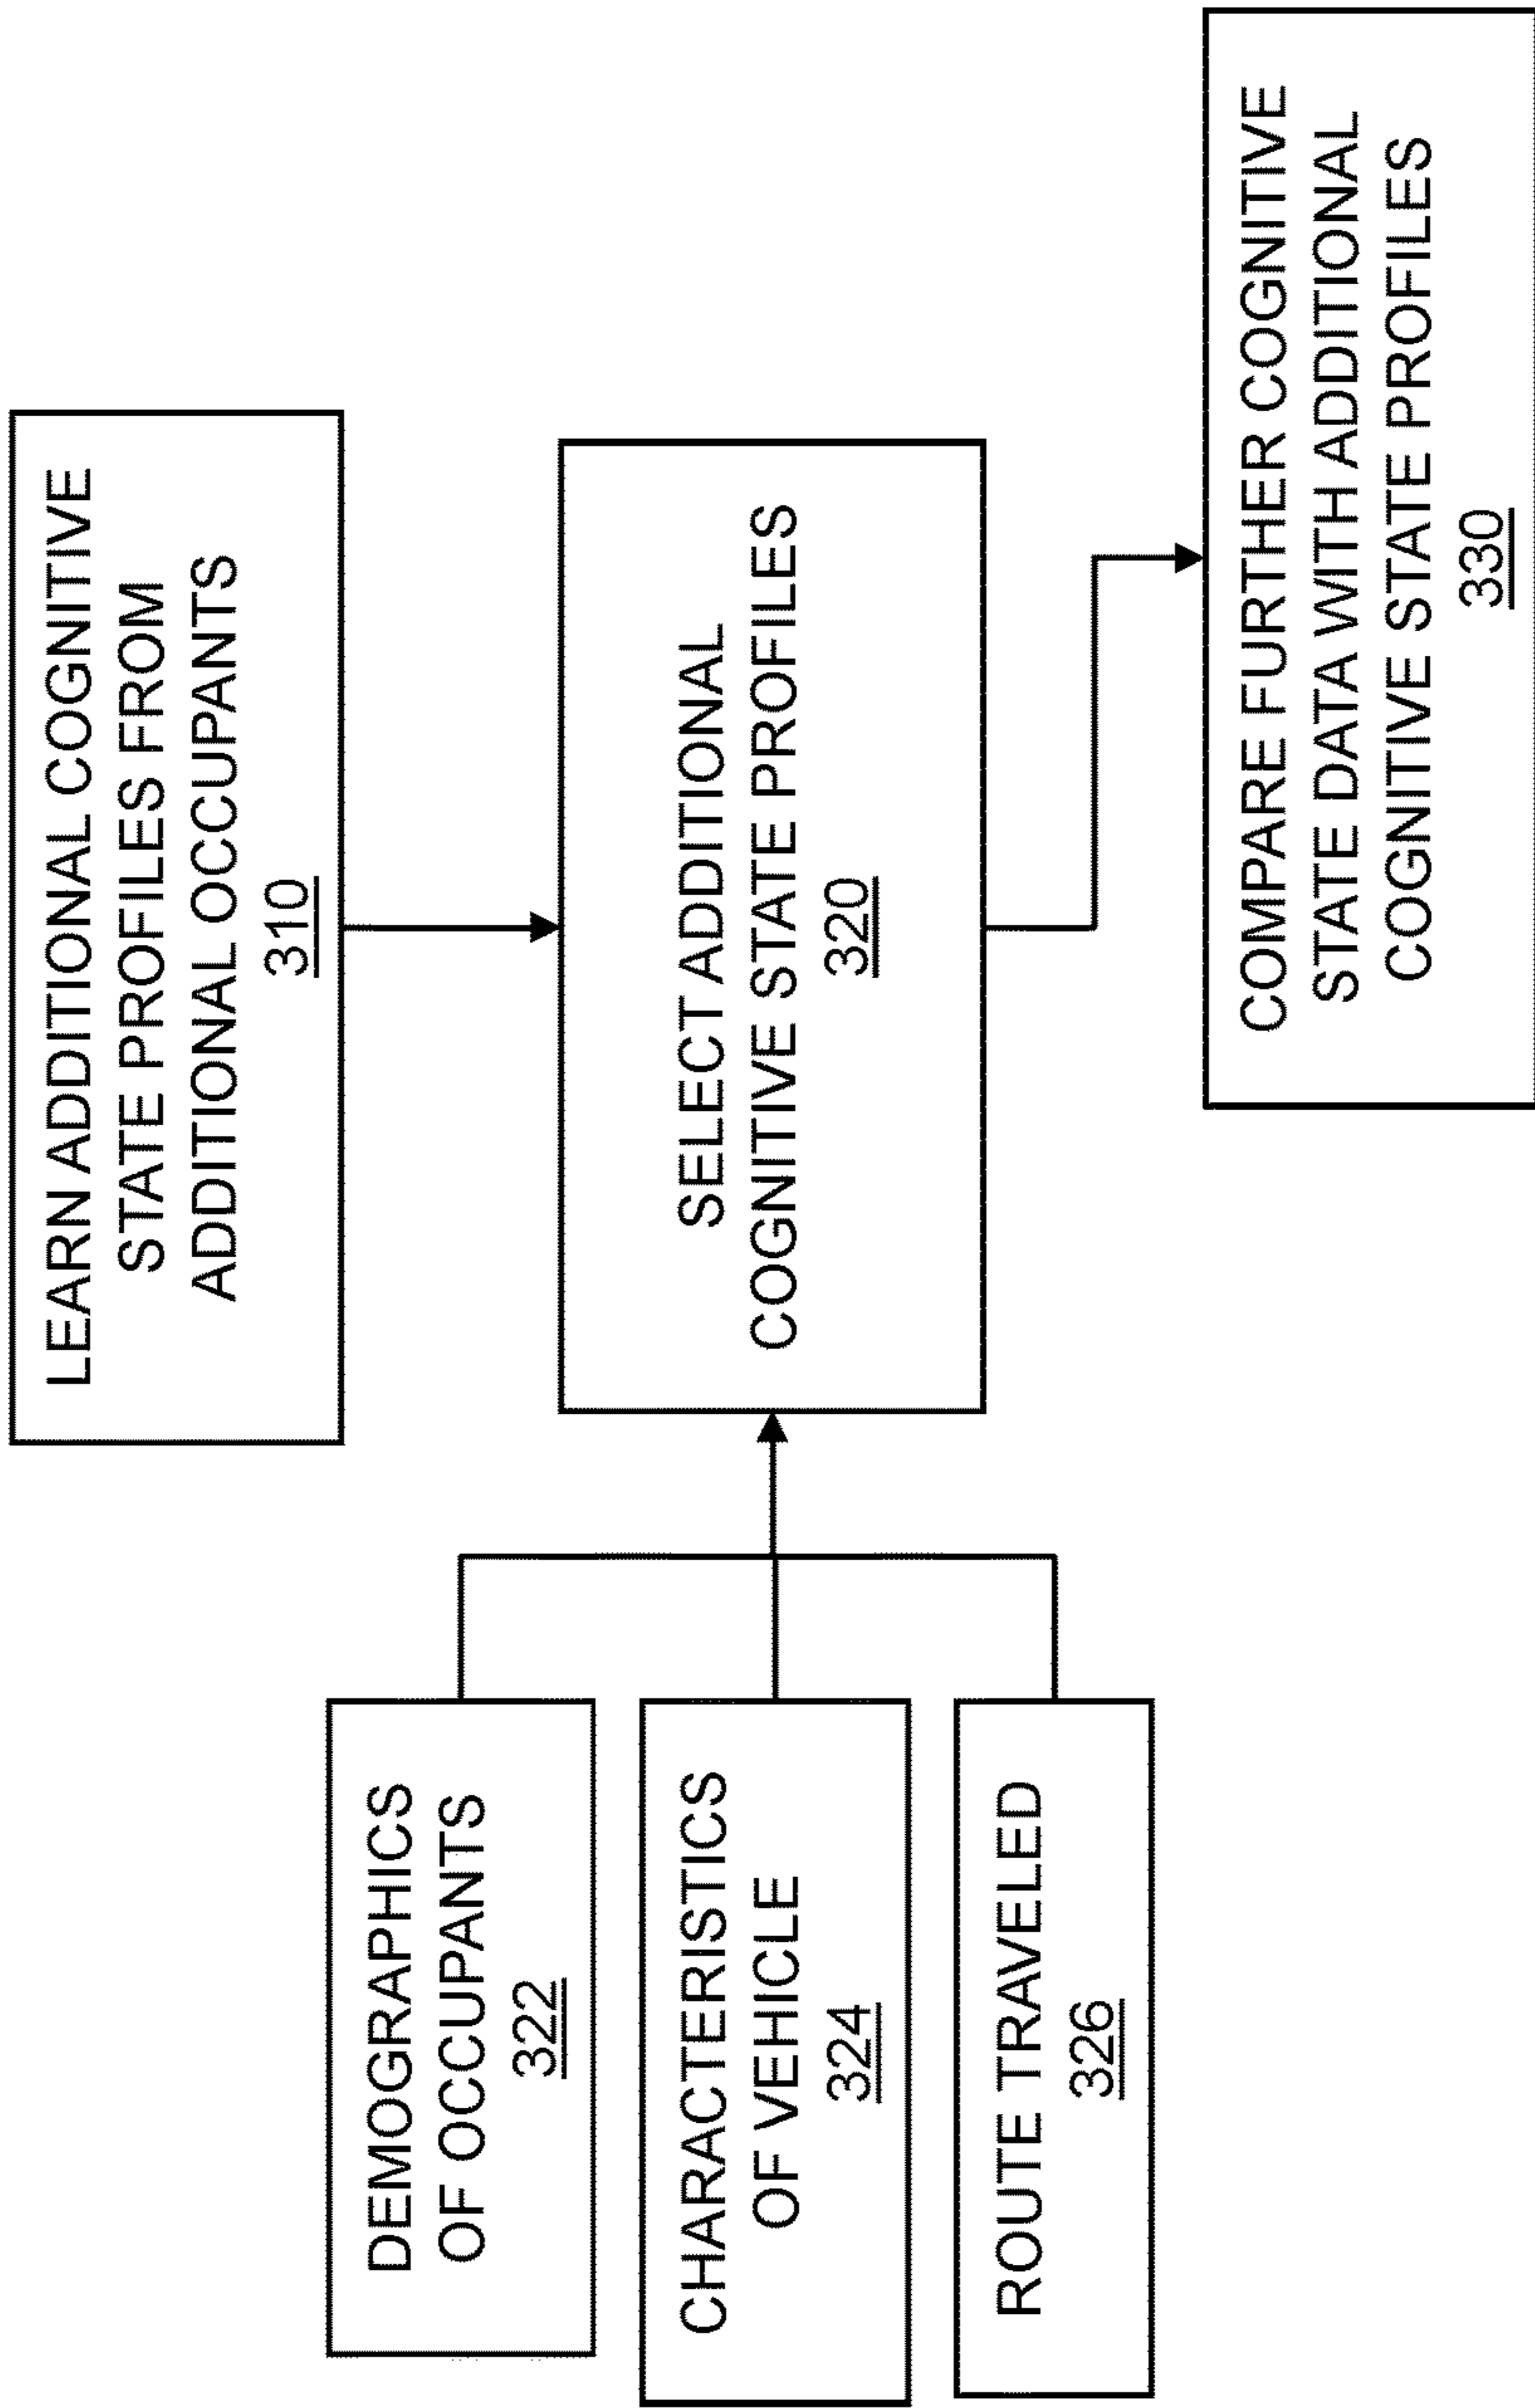 LEARN ADDITIONAL COGNITIVE
STATE PROFILES FROM
ADDITIONAL OCCUPANTS
310
SELECT ADDITIONAL
COGNITIVE STATE PROFILES
320
DEMOGRAPHICS
OF OCCUPANTS
322
CHARACTERISTICS
OF VEHICLE
324
ROUTE TRAVELED
326
COMPARE FURTHER COGNITIVE
STATE DATA WITH ADDITIONAL
COGNITIVE STATE PROFILES
330